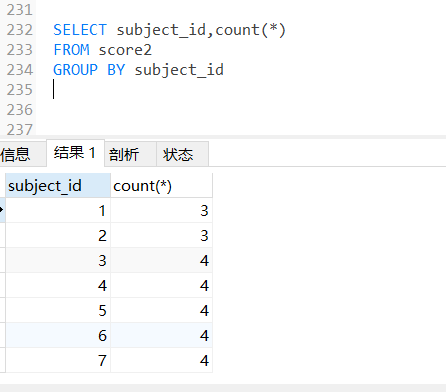 231
232 SELECT subject_id,count(*)
233 FROM score2
234 GROUP BY subject_id
235
236
237
信息 结果 1 剖析 状态
subject_id count(*)
1 3
2 3
3 4
4 4
5 4
6 4
7 4